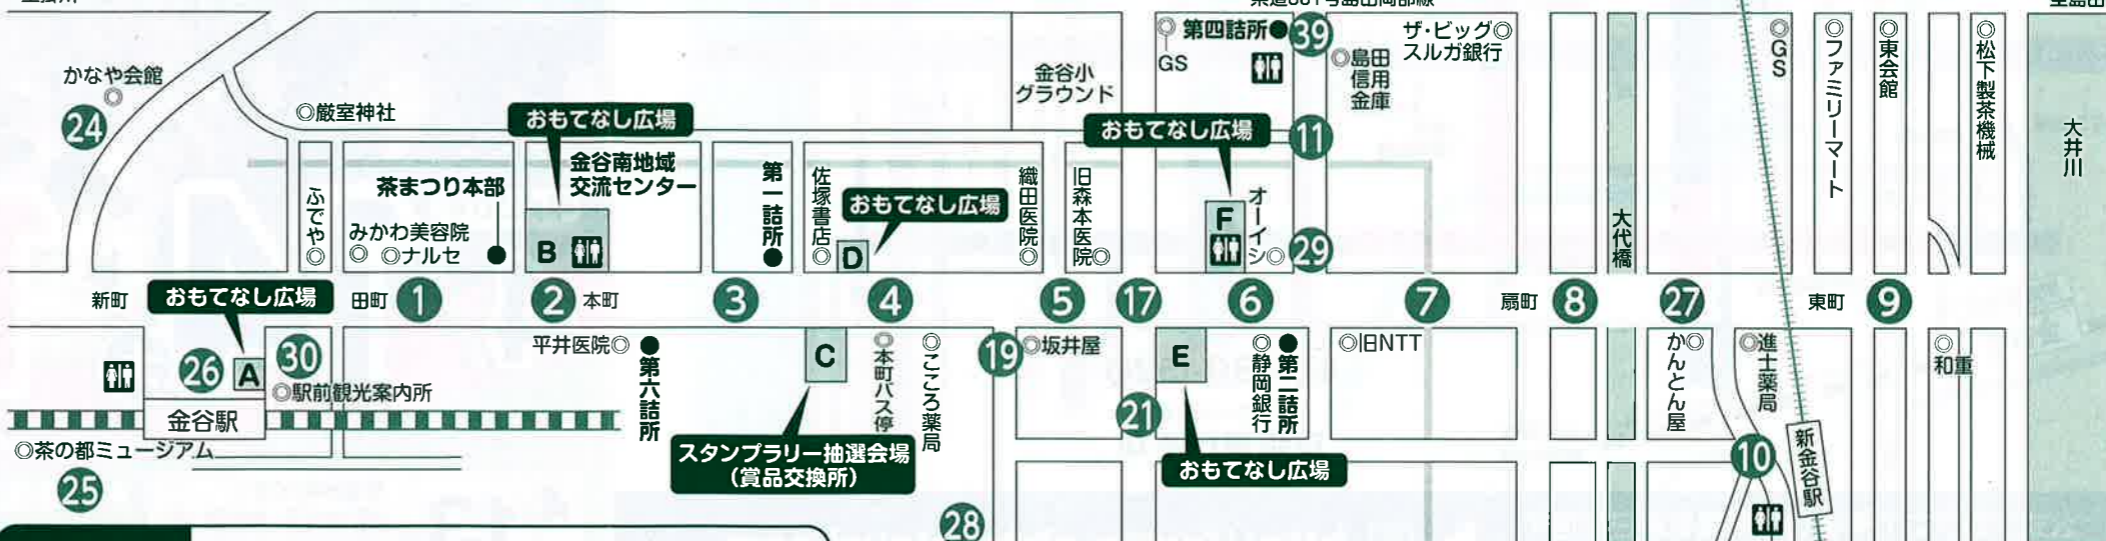 県道381号島田岡部線
かなや会館
24
厳室神社
おもてなし広場
金谷小
グラウンド
GS
第四詰所
39
ザ・ビッグ
スルガ銀行
島田
信用
金庫
おもてなし広場
11
GS
ファミリーマート
東会館
松下製茶機械
大井川
ふでや
茶まつり本部
みかわ美容院
ナルセ
金谷南地域
交流センター
B
第一詰所
佐塚書店
おもてなし広場
D
織田医院
旧森本医院
F
オーイシ
29
大代橋
新町
おもてなし広場
田町
1
2
本町
3
4
5
17
6
7
扇町
8
27
東町
9
26
A
30
駅前観光案内所
金谷駅
茶の都ミュージアム
25
平井医院
第六詰所
C
本町バス停
こころ薬局
スタンプラリー抽選会場
（賞品交換所）
19
坂井屋
21
28
E
おもてなし広場
静岡銀行
第二詰所
旧NTT
かんとん屋
進士薬局
10
新金谷駅
和重